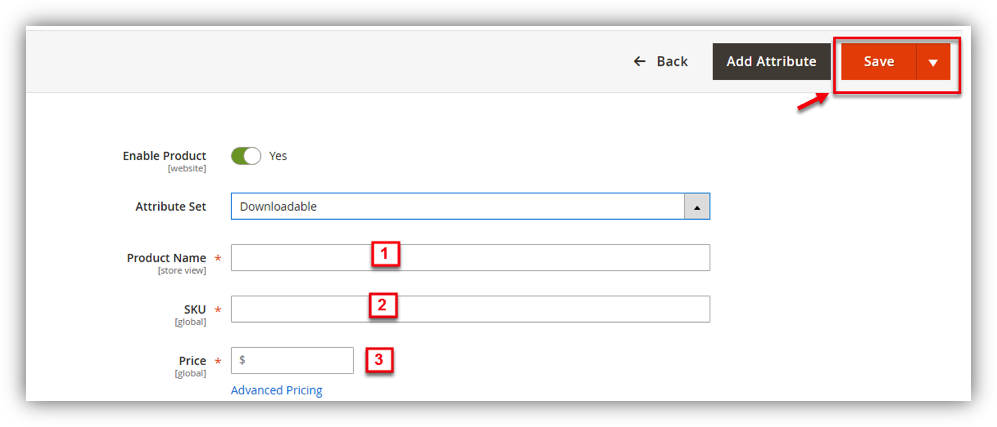 ← Back Add Attribute Save
Enable Product Yes
[website]
Attribute Set Downloadable
Product Name * 1
[store view]
SKU * 2
[global]
Price * $ 3
[global]
Advanced Pricing